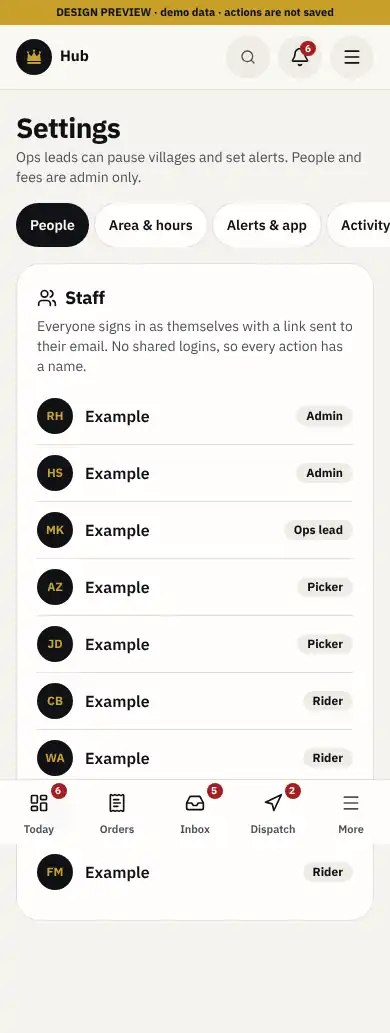 DESIGN PREVIEW · demo data · actions are not saved
Hub
6
Settings
Ops leads can pause villages and set alerts. People and
fees are admin only.
People
Area & hours
Alerts & app
Activity
Staff
Everyone signs in as themselves with a link sent to
their email. No shared logins, so every action has
a name.
RH Example Admin
HS Example Admin
MK Example Ops lead
AZ Example Picker
JD Example Picker
CB Example Rider
WA Example Rider
6 5 2
Today Orders Inbox Dispatch More
FM Example Rider